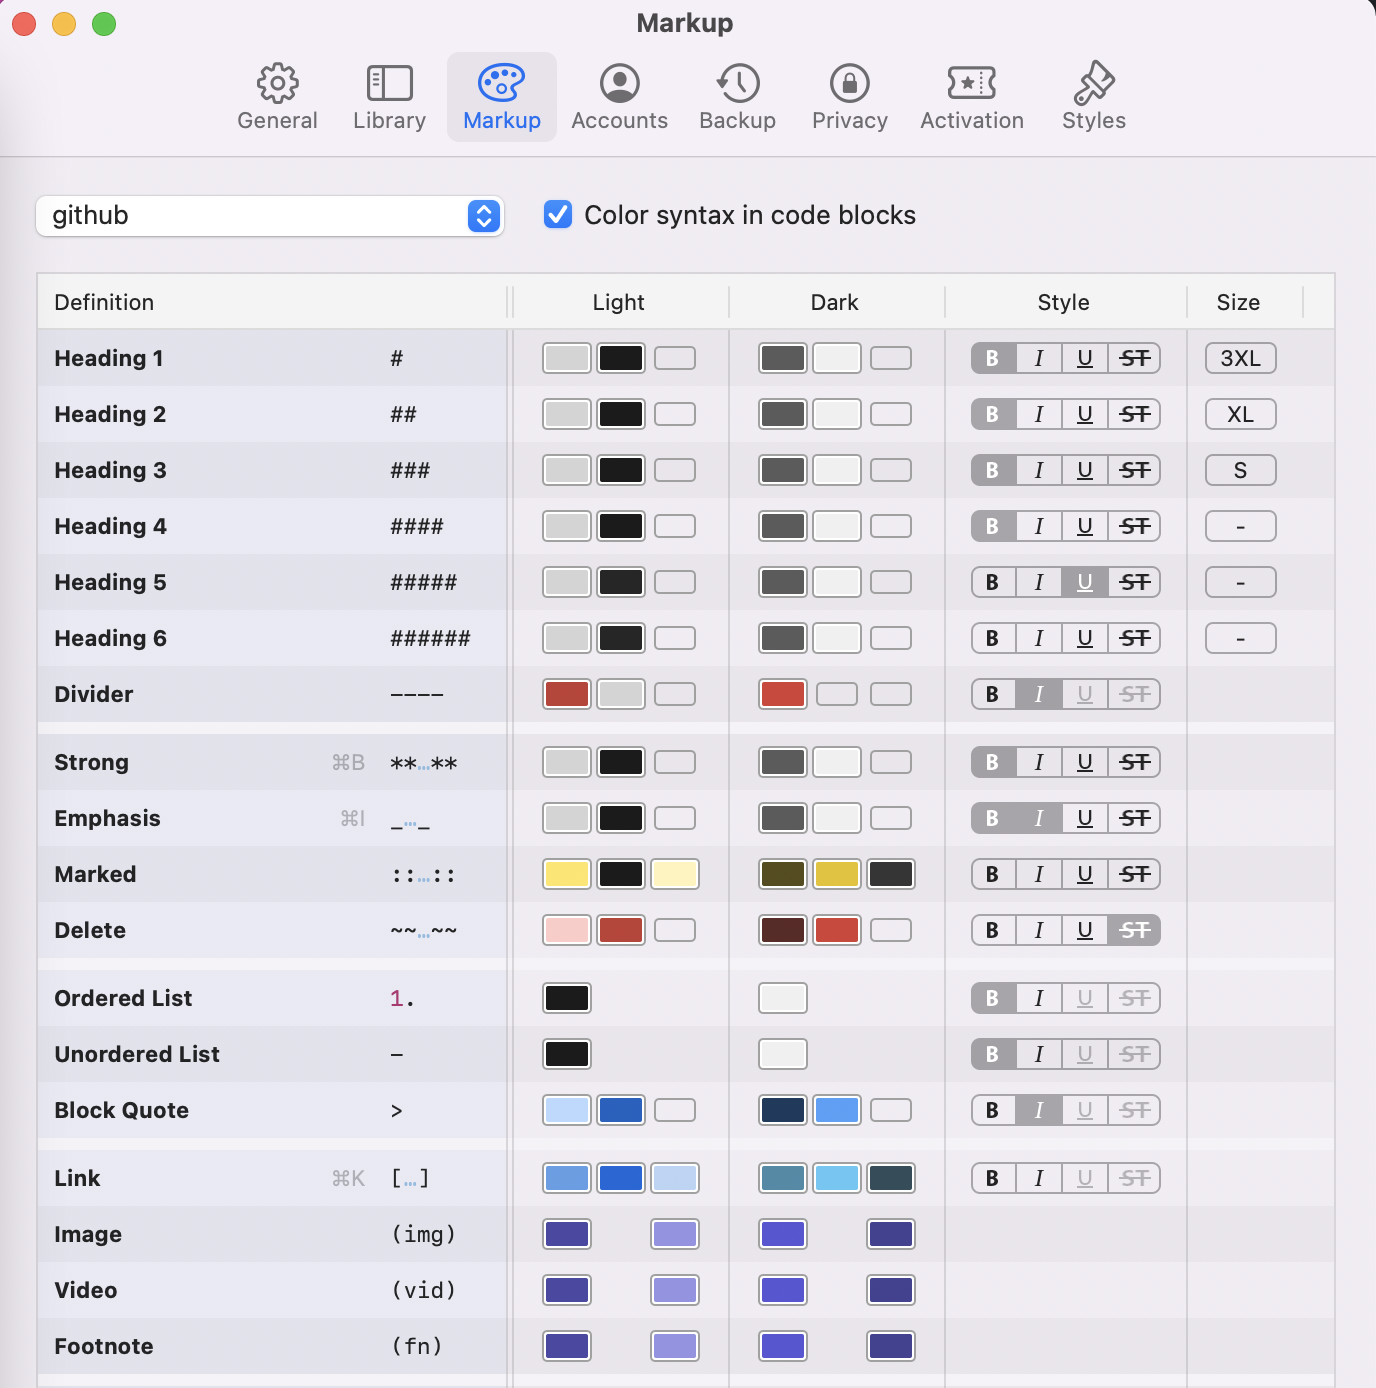 Markup
General Library Markup Accounts Backup Privacy Activation Styles
github Color syntax in code blocks
Definition Light Dark Style Size
Heading 1 # B I U ST 3XL
Heading 2 ## B I U ST XL
Heading 3 ### B I U ST S
Heading 4 #### B I U ST -
Heading 5 ##### B I U ST -
Heading 6 ###### B I U ST -
Divider ---- B I U ST
Strong ⌘B **…** B I U ST
Emphasis ⌘I _…_ B I U ST
Marked ::…:: B I U ST
Delete ~~…~~ B I U ST
Ordered List 1. B I U ST
Unordered List - B I U ST
Block Quote > B I U ST
Link ⌘K […] B I U ST
Image (img)
Video (vid)
Footnote (fn)